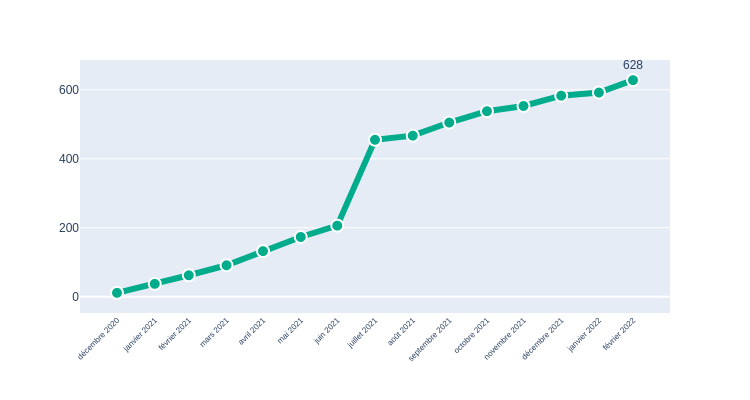 628
600
400
200
0
décembre 2020
janvier 2021
février 2021
mars 2021
avril 2021
mai 2021
juin 2021
juillet 2021
août 2021
septembre 2021
octobre 2021
novembre 2021
décembre 2021
janvier 2022
février 2022